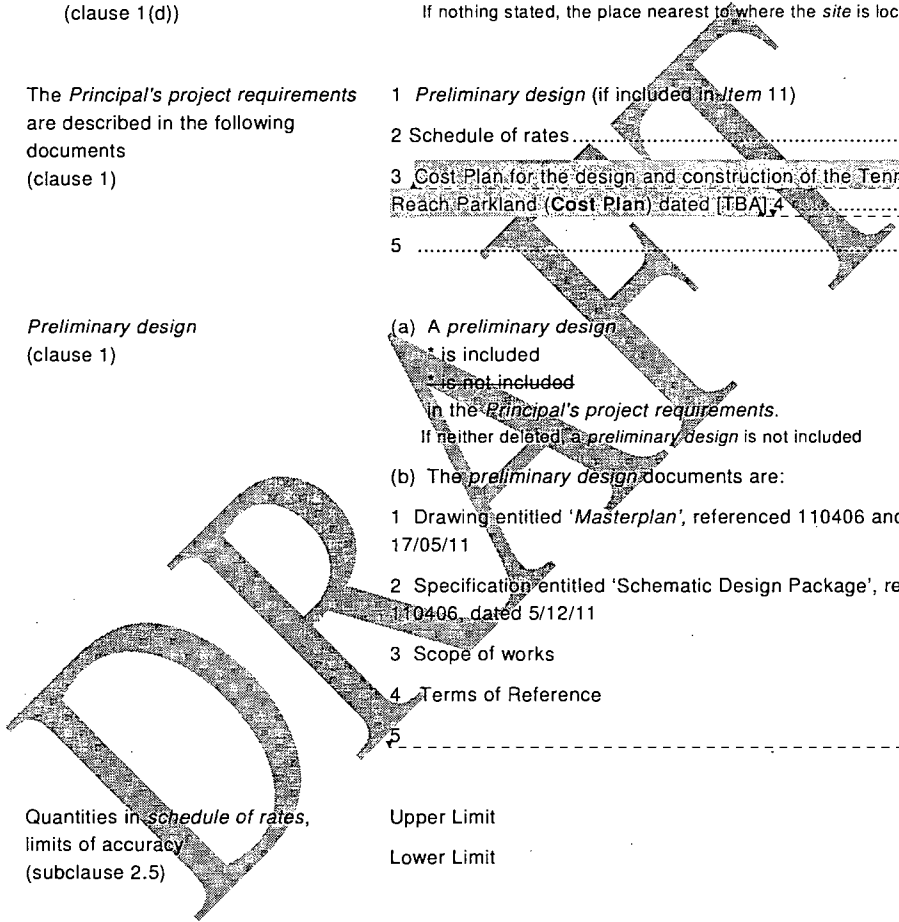 (clause 1(d))
If nothing stated, the place nearest to where the site is loc
The Principal's project requirements
are described in the following
documents
(clause 1)
1 Preliminary design (if included in Item 11)
2 Schedule of rates
3 Cost Plan for the design and construction of the Tenn
Reach Parkland (Cost Plan) dated [TBA] 4
5
Preliminary design
(clause 1)
(a) A preliminary design
* is included
* is not included
in the Principal's project requirements.
If neither deleted, a preliminary design is not included
(b) The preliminary design documents are:
1 Drawing entitled 'Masterplan', referenced 110406 and
17/05/11
2 Specification entitled 'Schematic Design Package', re
110406, dated 5/12/11
3 Scope of works
4 Terms of Reference
5
Quantities in schedule of rates,
limits of accuracy
(subclause 2.5)
Upper Limit
Lower Limit
DRAFT